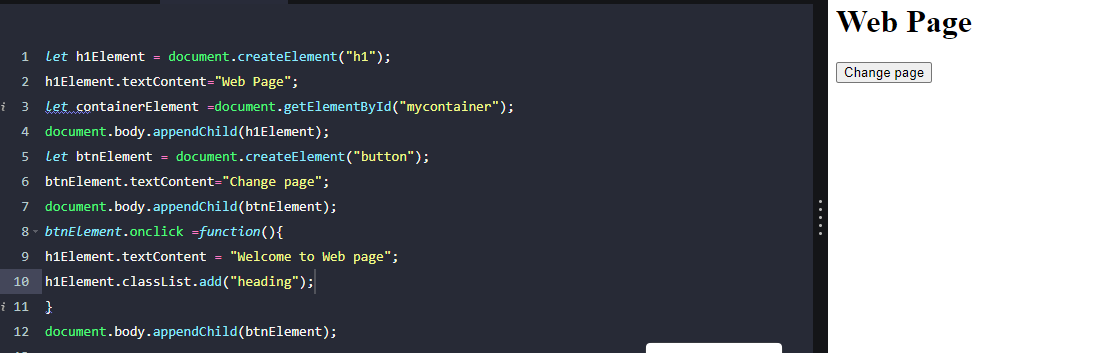 1 let h1Element = document.createElement("h1");
2 h1Element.textContent="Web Page";
i 3 let containerElement =document.getElementById("mycontainer");
4 document.body.appendChild(h1Element);
5 let btnElement = document.createElement("button");
6 btnElement.textContent="Change page";
7 document.body.appendChild(btnElement);
8 btnElement.onclick =function(){
9 h1Element.textContent = "Welcome to Web page";
10 h1Element.classList.add("heading");
i 11 }
12 document.body.appendChild(btnElement);
Web Page
Change page